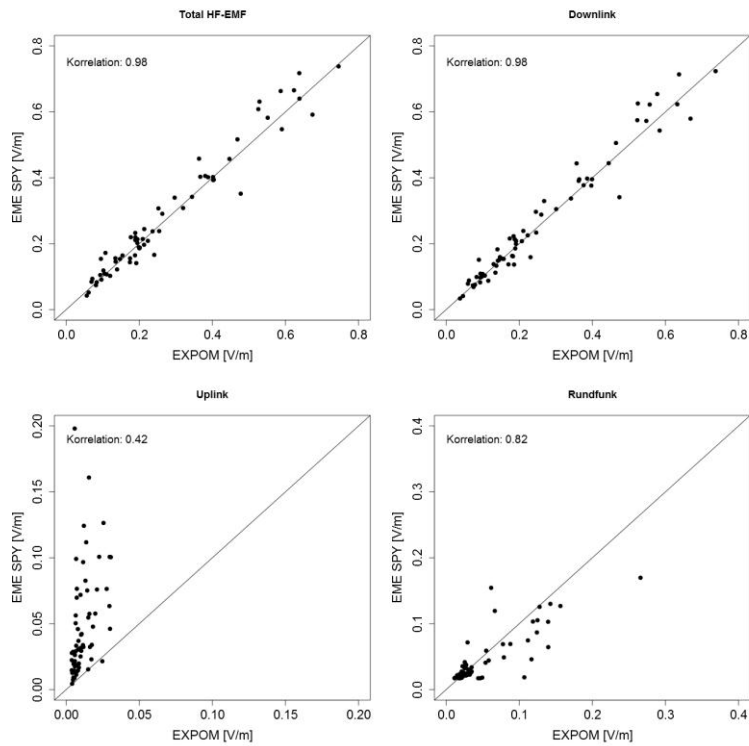 Total HF-EMF
Korrelation: 0.98
0.0 0.2 0.4 0.6 0.8
EME SPY [V/m]
0.0 0.2 0.4 0.6 0.8
EXPOM [V/m]
Downlink
Korrelation: 0.98
0.0 0.2 0.4 0.6 0.8
EME SPY [V/m]
0.0 0.2 0.4 0.6 0.8
EXPOM [V/m]
Uplink
Korrelation: 0.42
0.00 0.05 0.10 0.15 0.20
EME SPY [V/m]
0.00 0.05 0.10 0.15 0.20
EXPOM [V/m]
Rundfunk
Korrelation: 0.82
0.0 0.1 0.2 0.3 0.4
EME SPY [V/m]
0.0 0.1 0.2 0.3 0.4
EXPOM [V/m]